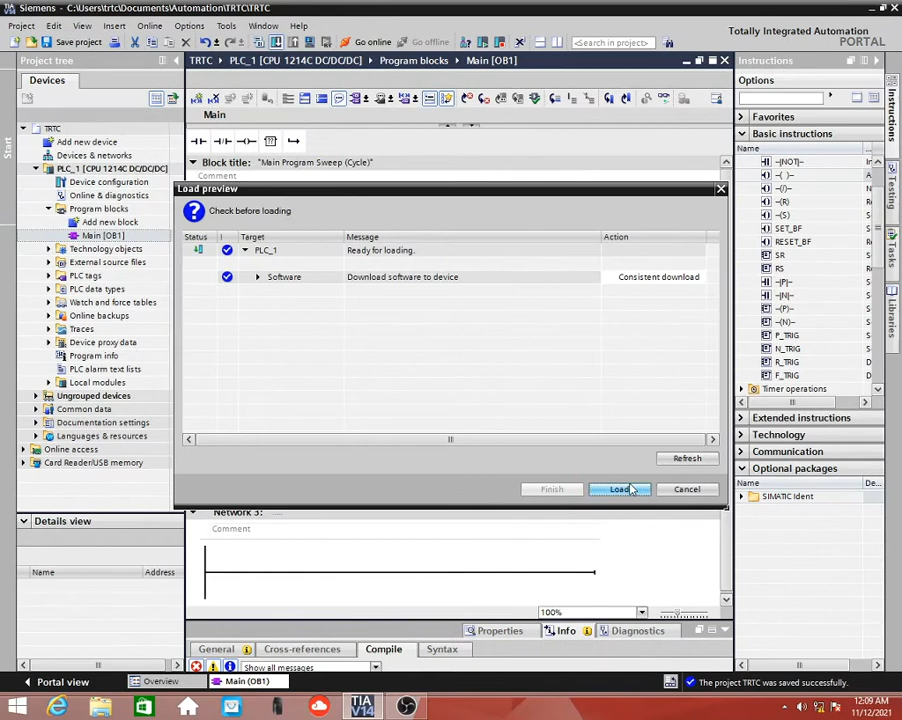 Siemens - C:\Users\trtc\Documents\Automation\TRTC\TRTC
Project Edit View Insert Online Options Tools Window Help
Save project
Go online
Go offline
<Search in project>
Totally Integrated Automation
PORTAL
Project tree
Devices
Start
TRTC
Add new device
Devices & networks
PLC_1 [CPU 1214C DC/DC/DC]
Device configuration
Online & diagnostics
Program blocks
Add new block
Main [OB1]
Technology objects
External source files
PLC tags
PLC data types
Watch and force tables
Online backups
Traces
Device proxy data
Program info
PLC alarm text lists
Local modules
Ungrouped devices
Common data
Documentation settings
Languages & resources
Online access
Card Reader/USB memory
Details view
Name
Address
TRTC
PLC_1 [CPU 1214C DC/DC/DC]
Program blocks
Main [OB1]
Main
Block title: "Main Program Sweep (Cycle)"
Comment
Load preview
Check before loading
Status ! Target Message Action
PLC_1 Ready for loading.
Software Download software to device Consistent download
Refresh
Finish Load Cancel
Network 3: .....
Comment
100%
Properties Info Diagnostics
General Cross-references Compile Syntax
Show all messages
Instructions
Options
Favorites
Basic instructions
Name
-|NOT|-
-( )-
-(/)-
-(R)
-(S)
SET_BF
RESET_BF
SR
RS
-|P|-
-|N|-
-(P)-
-(N)-
P_TRIG
N_TRIG
R_TRIG
F_TRIG
Timer operations
Extended instructions
Technology
Communication
Optional packages
Name
De...
SIMATIC Ident
Instructions
Testing
Tasks
Libraries
Portal view
Overview
Main (OB1)
The project TRTC was saved successfully.
TIA
V14
12:09 AM
11/12/2021